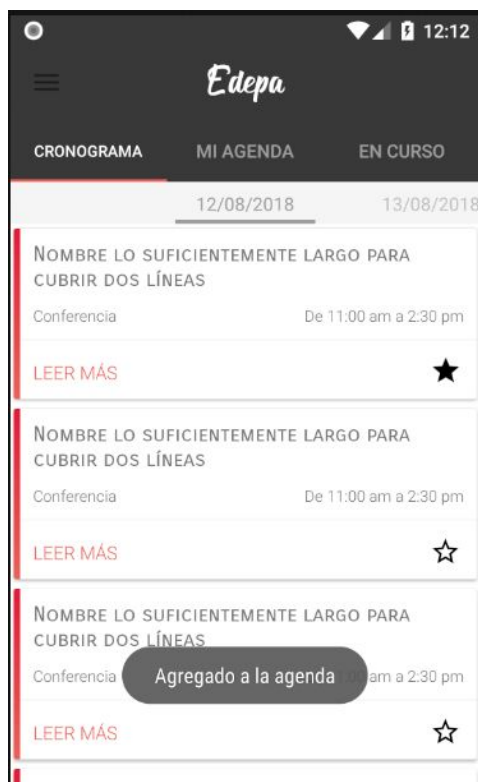 12:12
Edepa
CRONOGRAMA MI AGENDA EN CURSO
12/08/2018 13/08/2018
NOMBRE LO SUFICIENTEMENTE LARGO PARA
CUBRIR DOS LÍNEAS
Conferencia De 11:00 am a 2:30 pm
LEER MÁS
NOMBRE LO SUFICIENTEMENTE LARGO PARA
CUBRIR DOS LÍNEAS
Conferencia De 11:00 am a 2:30 pm
LEER MÁS
NOMBRE LO SUFICIENTEMENTE LARGO PARA
CUBRIR DOS LÍNEAS
Conferencia am a 2:30 pm
Agregado a la agenda
LEER MÁS